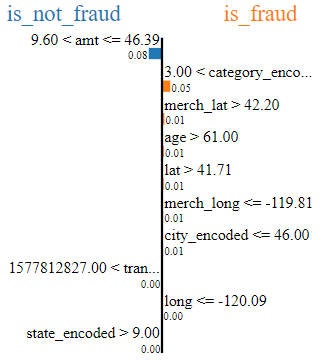 is_not_fraud is_fraud
9.60 < amt <= 46.39
0.08
3.00 < category_enco...
0.05
merch_lat > 42.20
0.01
age > 61.00
0.01
lat > 41.71
0.01
merch_long <= -119.81
0.01
city_encoded <= 46.00
0.01
1577812827.00 < tran...
0.00
long <= -120.09
0.00
state_encoded > 9.00
0.00